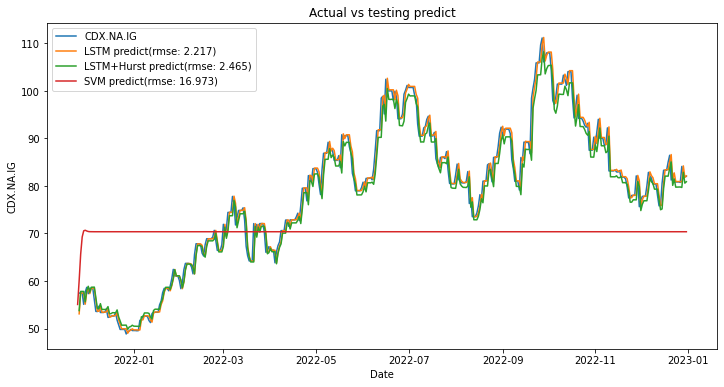 Actual vs testing predict
CDX.NA.IG
LSTM predict(rmse: 2.217)
LSTM+Hurst predict(rmse: 2.465)
SVM predict(rmse: 16.973)
110
100
90
80
70
60
50
CDX.NA.IG
2022-01 2022-03 2022-05 2022-07 2022-09 2022-11 2023-01
Date